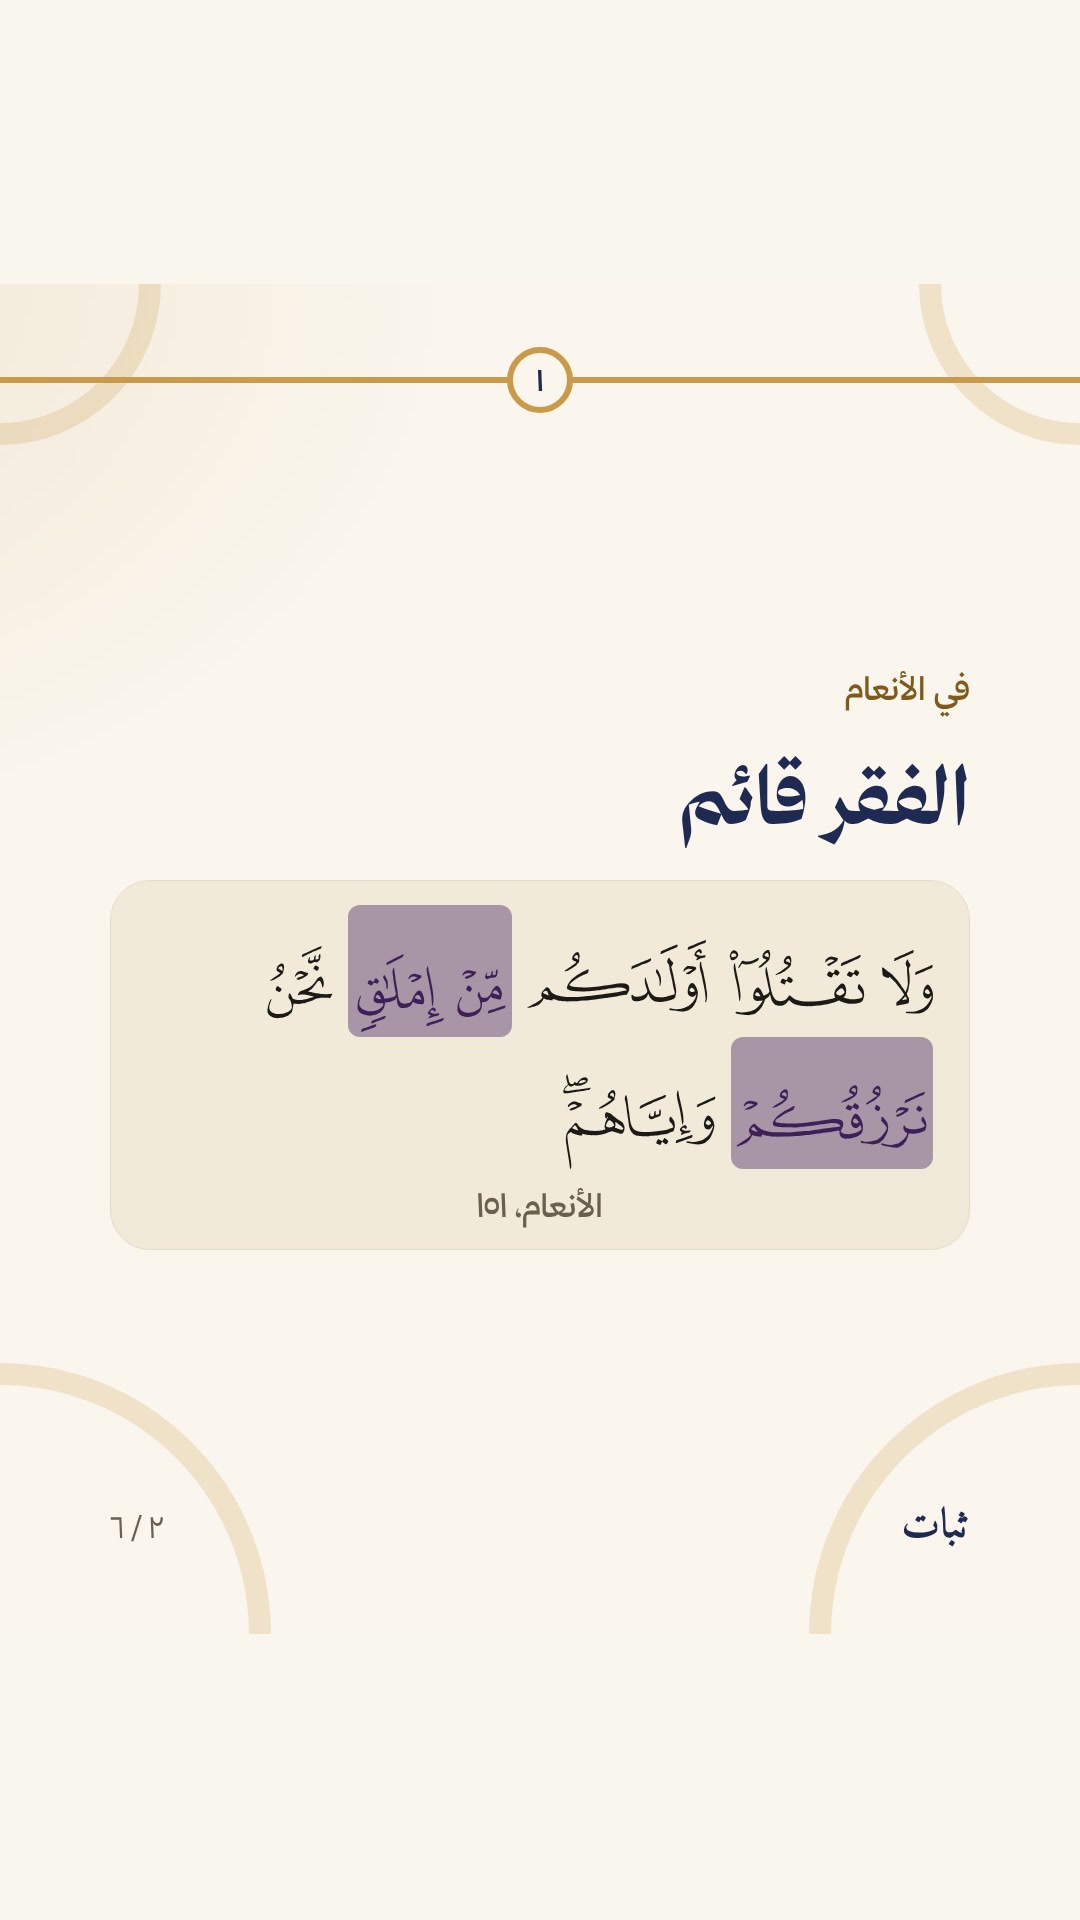 ١
في الأنعام
الفقر قائم
وَلَا تَقۡتُلُوٓاْ أَوۡلَٰدَكُم مِّنۡ إِمۡلَٰقٖ نَّحۡنُ
نَرۡزُقُكُمۡ وَإِيَّاهُمۡۖ
الأنعام، ١٥١
ثبات
٢ / ٦